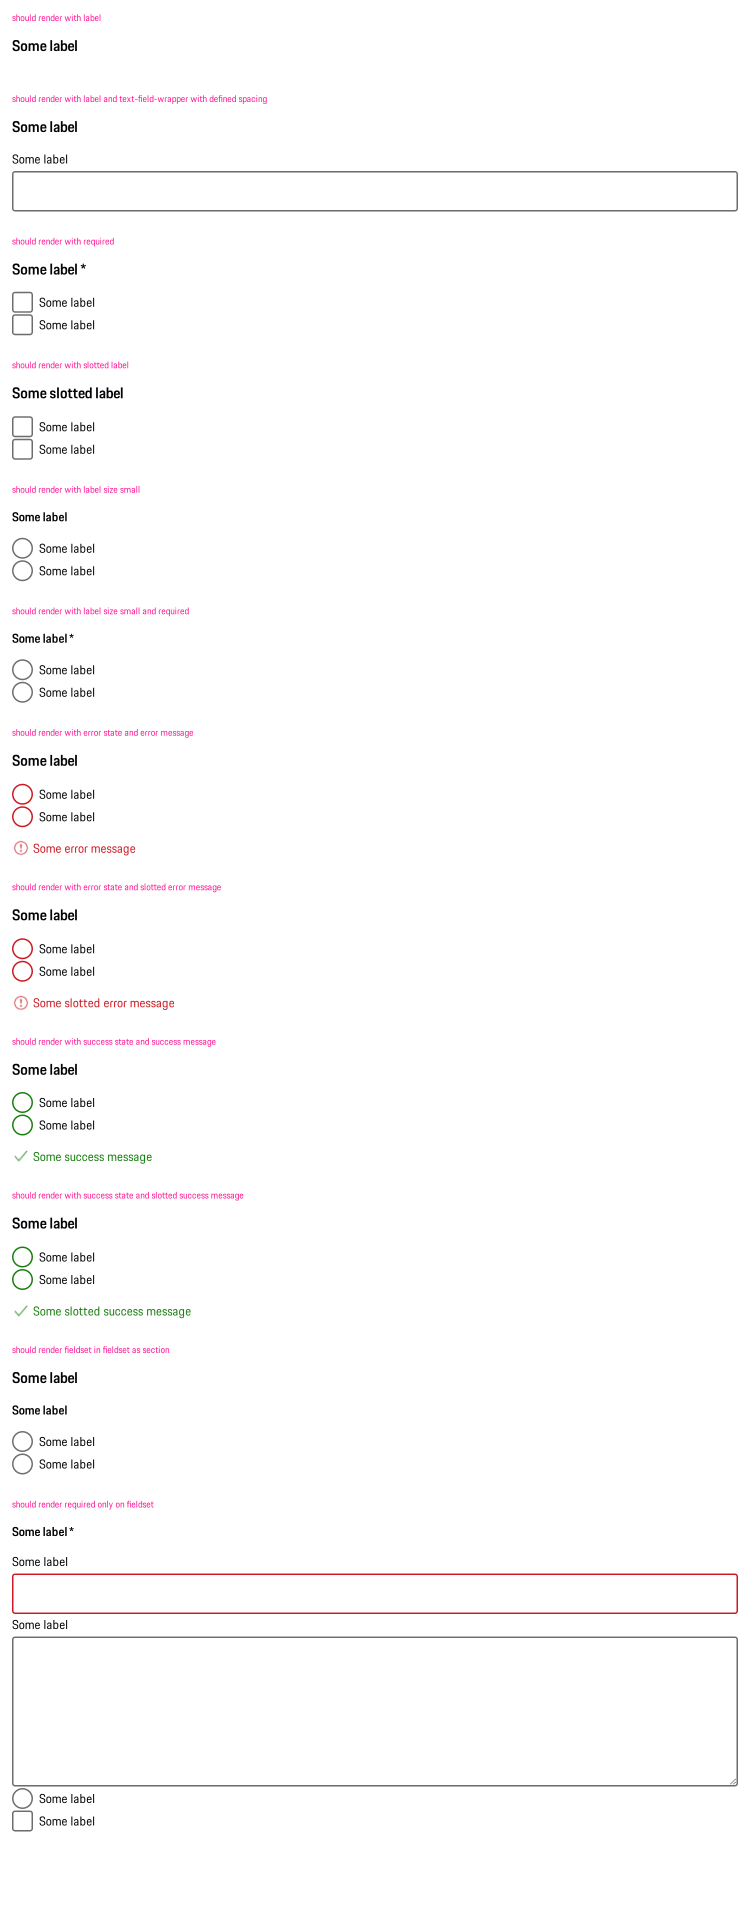 should render with label
Some label
should render with label and text-field-wrapper with defined spacing
Some label
Some label
should render with required
Some label *
Some label
Some label
should render with slotted label
Some slotted label
Some label
Some label
should render with label size small
Some label
Some label
Some label
should render with label size small and required
Some label *
Some label
Some label
should render with error state and error message
Some label
Some label
Some label
Some error message
should render with error state and slotted error message
Some label
Some label
Some label
Some slotted error message
should render with success state and success message
Some label
Some label
Some label
Some success message
should render with success state and slotted success message
Some label
Some label
Some label
Some slotted success message
should render fieldset in fieldset as section
Some label
Some label
Some label
Some label
should render required only on fieldset
Some label *
Some label
Some label
Some label
Some label